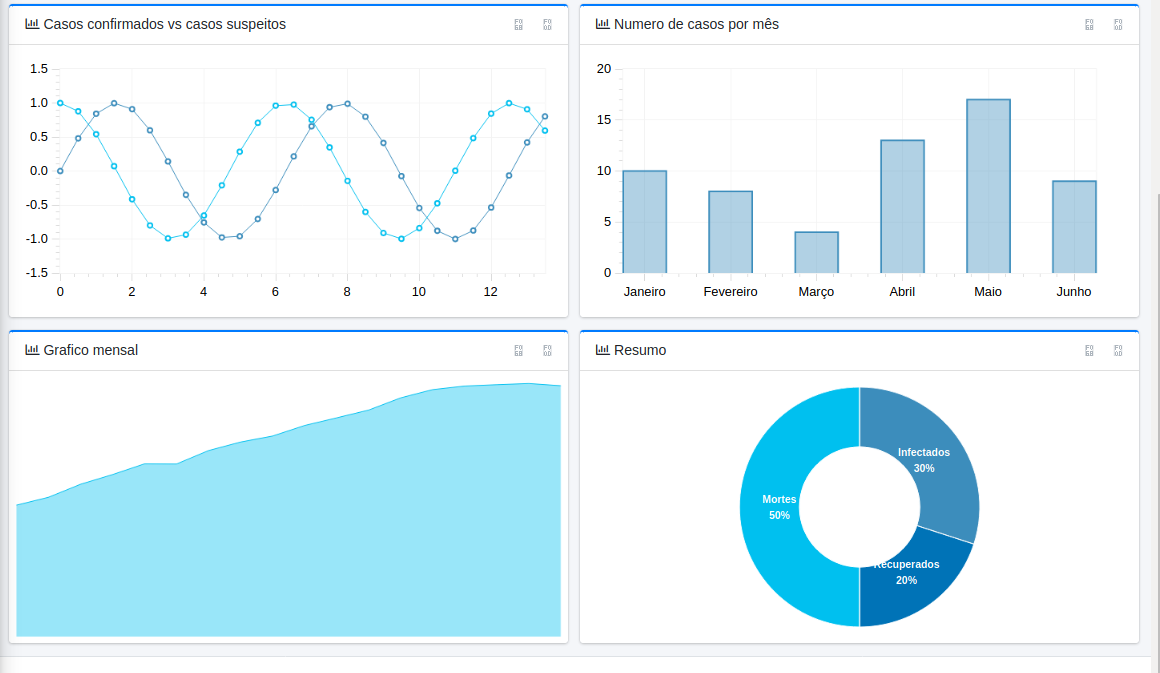 Casos confirmados vs casos suspeitos
1.5
1.0
0.5
0.0
-0.5
-1.0
-1.5
0 2 4 6 8 10 12
Numero de casos por mês
20
15
10
5
0
Janeiro Fevereiro Março Abril Maio Junho
Grafico mensal
Resumo
Infectados
30%
Mortes
50%
Recuperados
20%